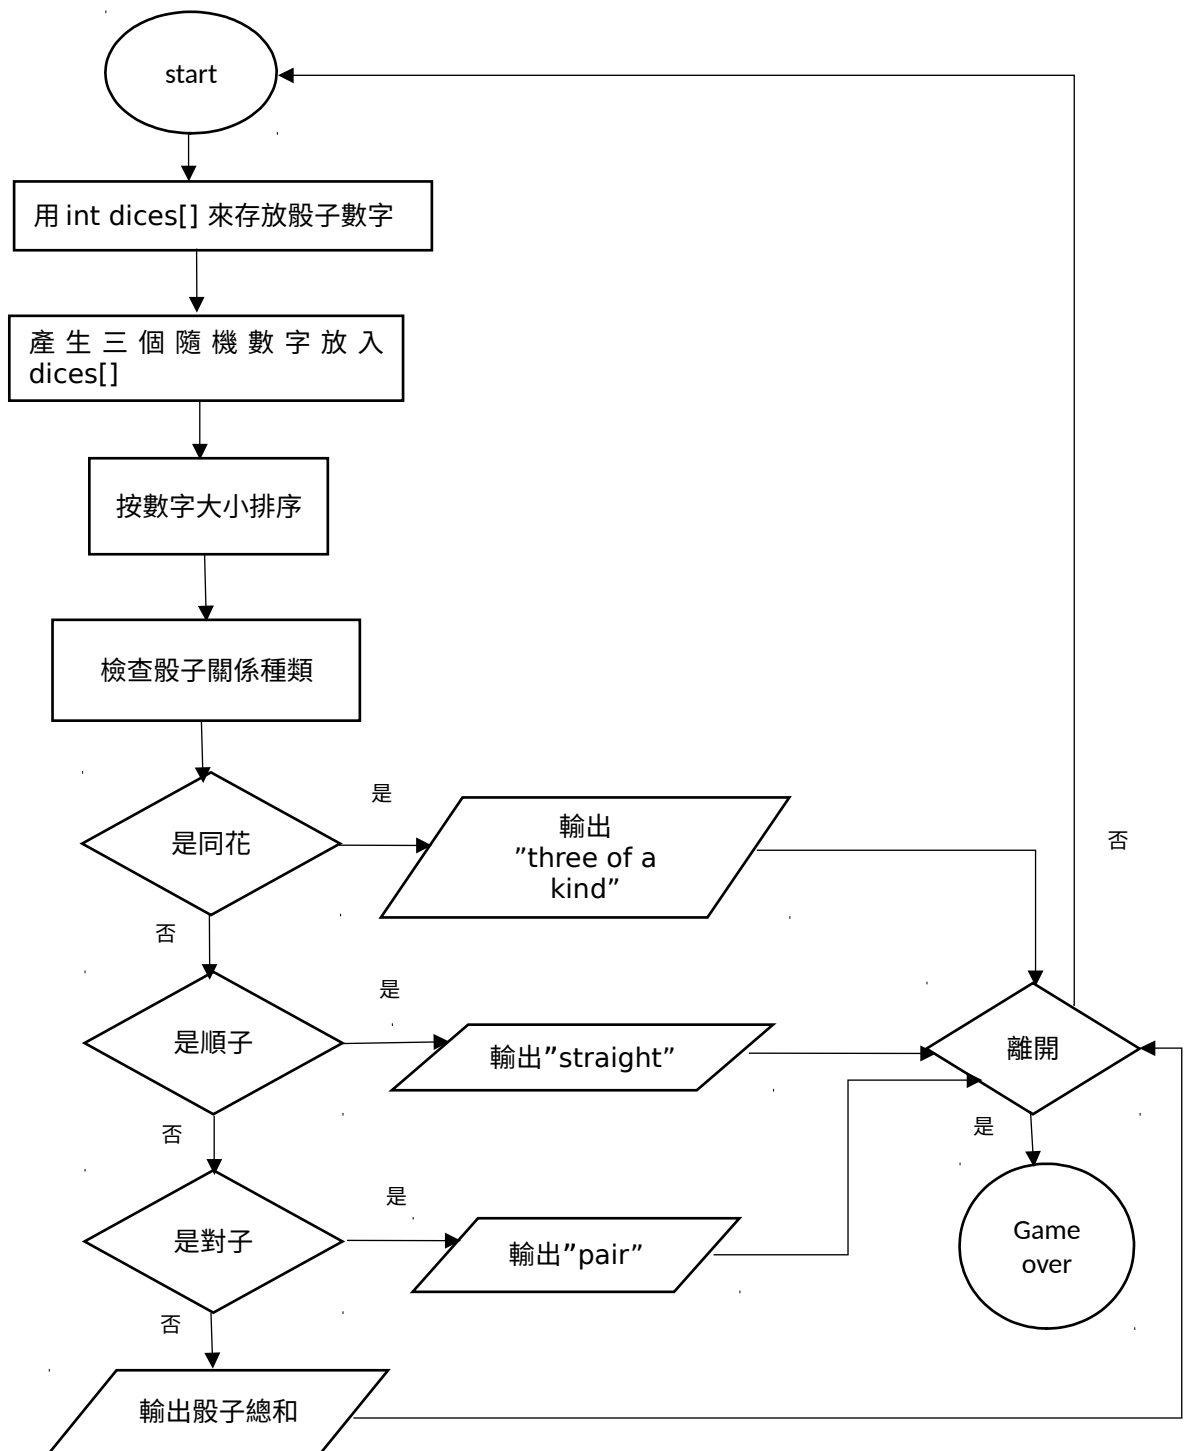 start
用 int dices[] 來存放骰子數字
產生三個隨機數字放入
dices[]
按數字大小排序
檢查骰子關係種類
是同花
是
輸出
”three of a
kind”
否
否
是順子
是
輸出”straight”
離開
否
是
是對子
是
輸出”pair”
Game
over
否
輸出骰子總和